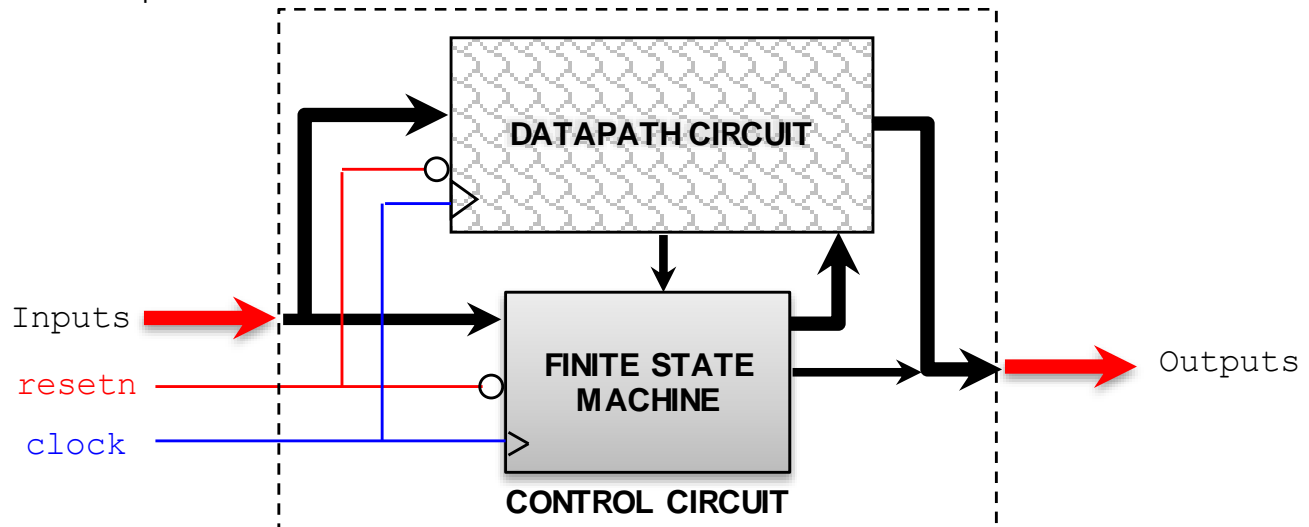 DATAPATH CIRCUIT
Inputs
FINITE STATE
MACHINE
Outputs
resetn
clock
CONTROL CIRCUIT